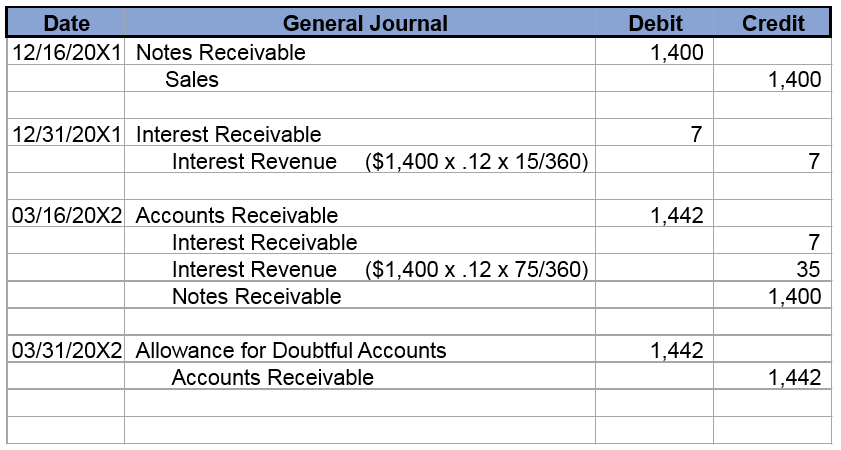 Date General Journal Debit Credit
12/16/20X1 Notes Receivable 1,400
Sales 1,400
12/31/20X1 Interest Receivable 7
Interest Revenue ($1,400 x .12 x 15/360) 7
03/16/20X2 Accounts Receivable 1,442
Interest Receivable 7
Interest Revenue ($1,400 x .12 x 75/360) 35
Notes Receivable 1,400
03/31/20X2 Allowance for Doubtful Accounts 1,442
Accounts Receivable 1,442